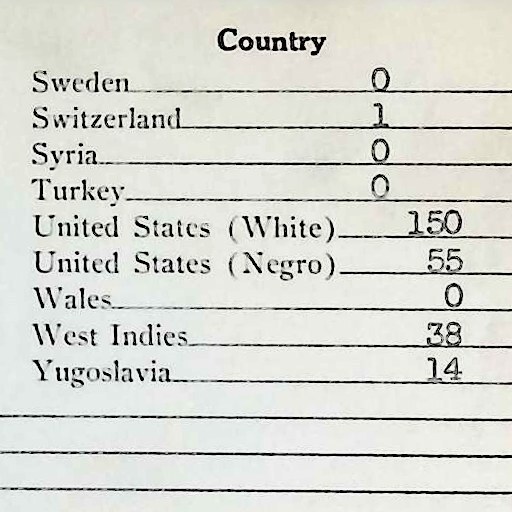 Country
Sweden 0
Switzerland 1
Syria 0
Turkey 0
United States (White) 150
United States (Negro) 55
Wales 0
West Indies 38
Yugoslavia 14